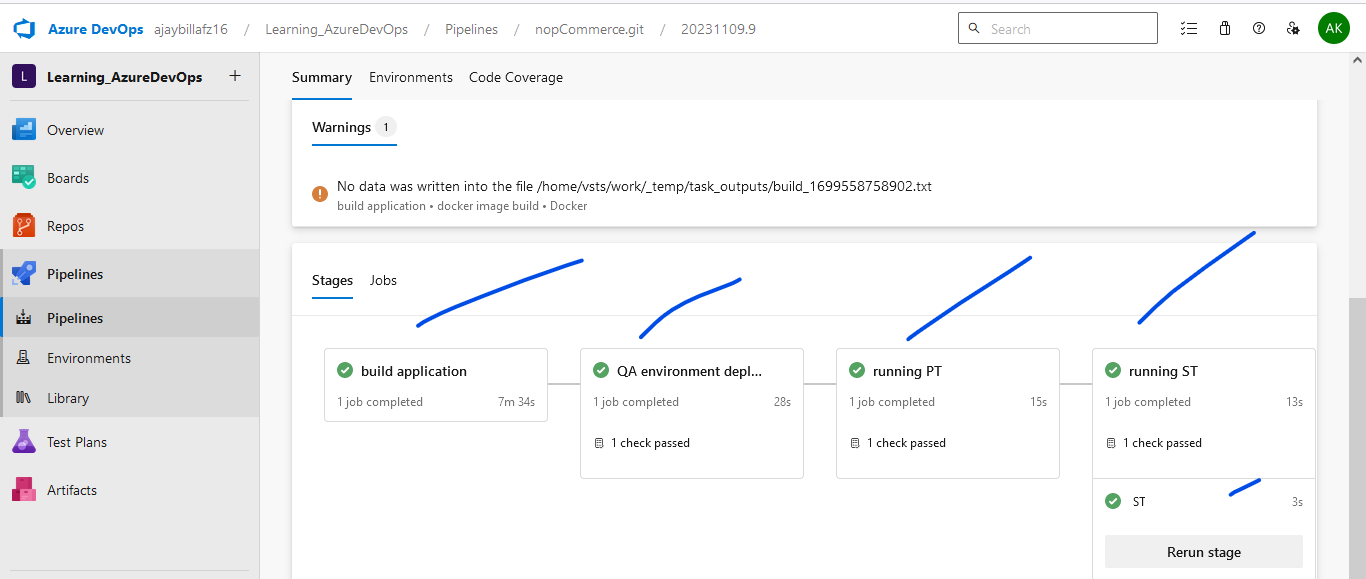 Azure DevOps ajaybillafz16 / Learning_AzureDevOps / Pipelines / nopCommerce.git / 20231109.9 Search AK
L Learning_AzureDevOps +
Overview
Boards
Repos
Pipelines
Pipelines
Environments
Library
Test Plans
Artifacts
Summary Environments Code Coverage
Warnings 1
No data was written into the file /home/vsts/work/_temp/task_outputs/build_1699558758902.txt
build application • docker image build • Docker
Stages Jobs
build application
1 job completed 7m 34s
QA environment depl...
1 job completed 28s
1 check passed
running PT
1 job completed 15s
1 check passed
running ST
1 job completed 13s
1 check passed
ST 3s
Rerun stage